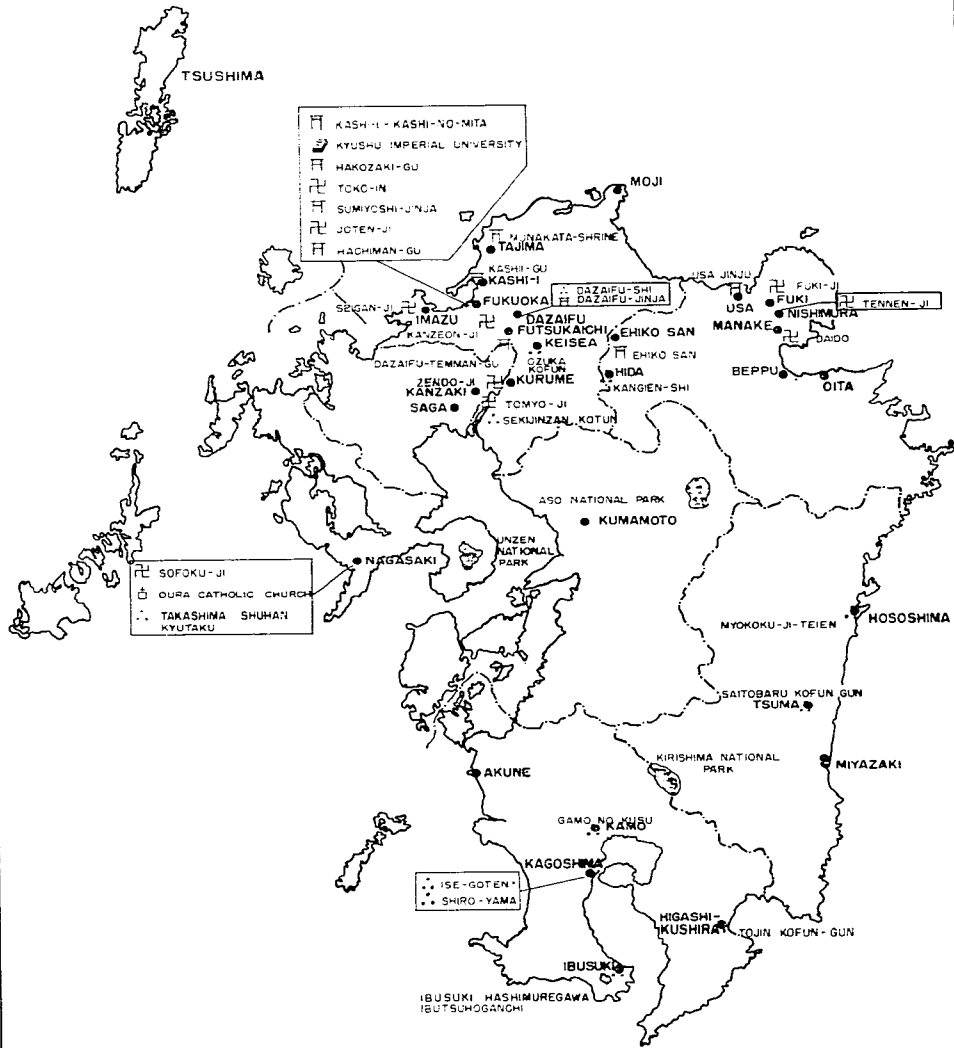 TSUSHIMA
KASHI-I-KASHI-NO-MITA
KYUSHU IMPERIAL UNIVERSITY
HAKOZAKI-GU
TOKO-IN
SUMIYOSHI-JINJA
JOTEN-JI
HACHIMAN-GU
MOJI
MUNAKATA-SHRINE
TAJIMA
KASHII-GU
KASHI-I
FUKUOKA
SEIGAN-JI
IMAZU
KANZEON-JI
DAZAIFU-SHI
DAZAIFU-JINJA
DAZAIFU
FUTSUKAICHI
KEISEA
OZUKA
KOFUN
DAZAIFU-TEMMAN-GU
EHIKO SAN
EHIKO SAN
HIDA
KANGIEN-SHI
USA JINJU
USA
FUKI-JI
FUKI
NISHIMURA
TENNEN-JI
MANAKE
DAIDO
BEPPU
OITA
ZENDO-JI
KANZAKI
KURUME
SAGA
TOMYO-JI
SEKIJINZAN KOTUN
ASO NATIONAL PARK
KUMAMOTO
UNZEN
NATIONAL
PARK
NAGASAKI
SOFOKU-JI
OURA CATHOLIC CHURCH
TAKASHIMA SHUHAN
KYUTAKU
MYOKOKU-JI-TEIEN
HOSOSHIMA
SAITOBARU KOFUN GUN
TSUMA
KIRISHIMA NATIONAL
PARK
MIYAZAKI
AKUNE
GAMO NO KUSU
KAMO
KAGOSHIMA
ISE-GOTEN
SHIRO-YAMA
HIGASHI-
KUSHIRA
TOJIN KOFUN-GUN
IBUSUKI
IBUSUKI HASHIMUREGAWA
IBUTSUHOGANCHI